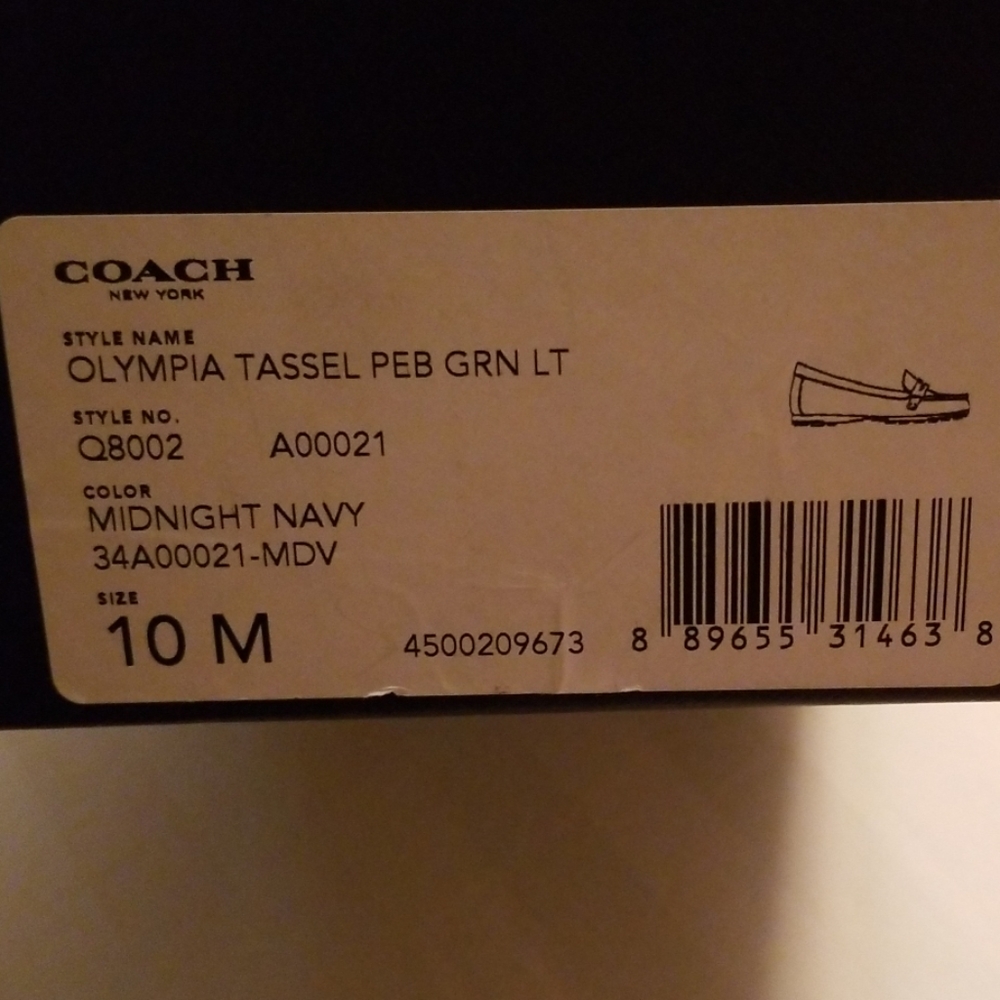 COACH
NEW YORK
STYLE NAME
OLYMPIA TASSEL PEB GRN LT
STYLE NO.
Q8002 A00021
COLOR
MIDNIGHT NAVY
34A00021-MDV
SIZE
10 M
4500209673
8 89655 31463 8